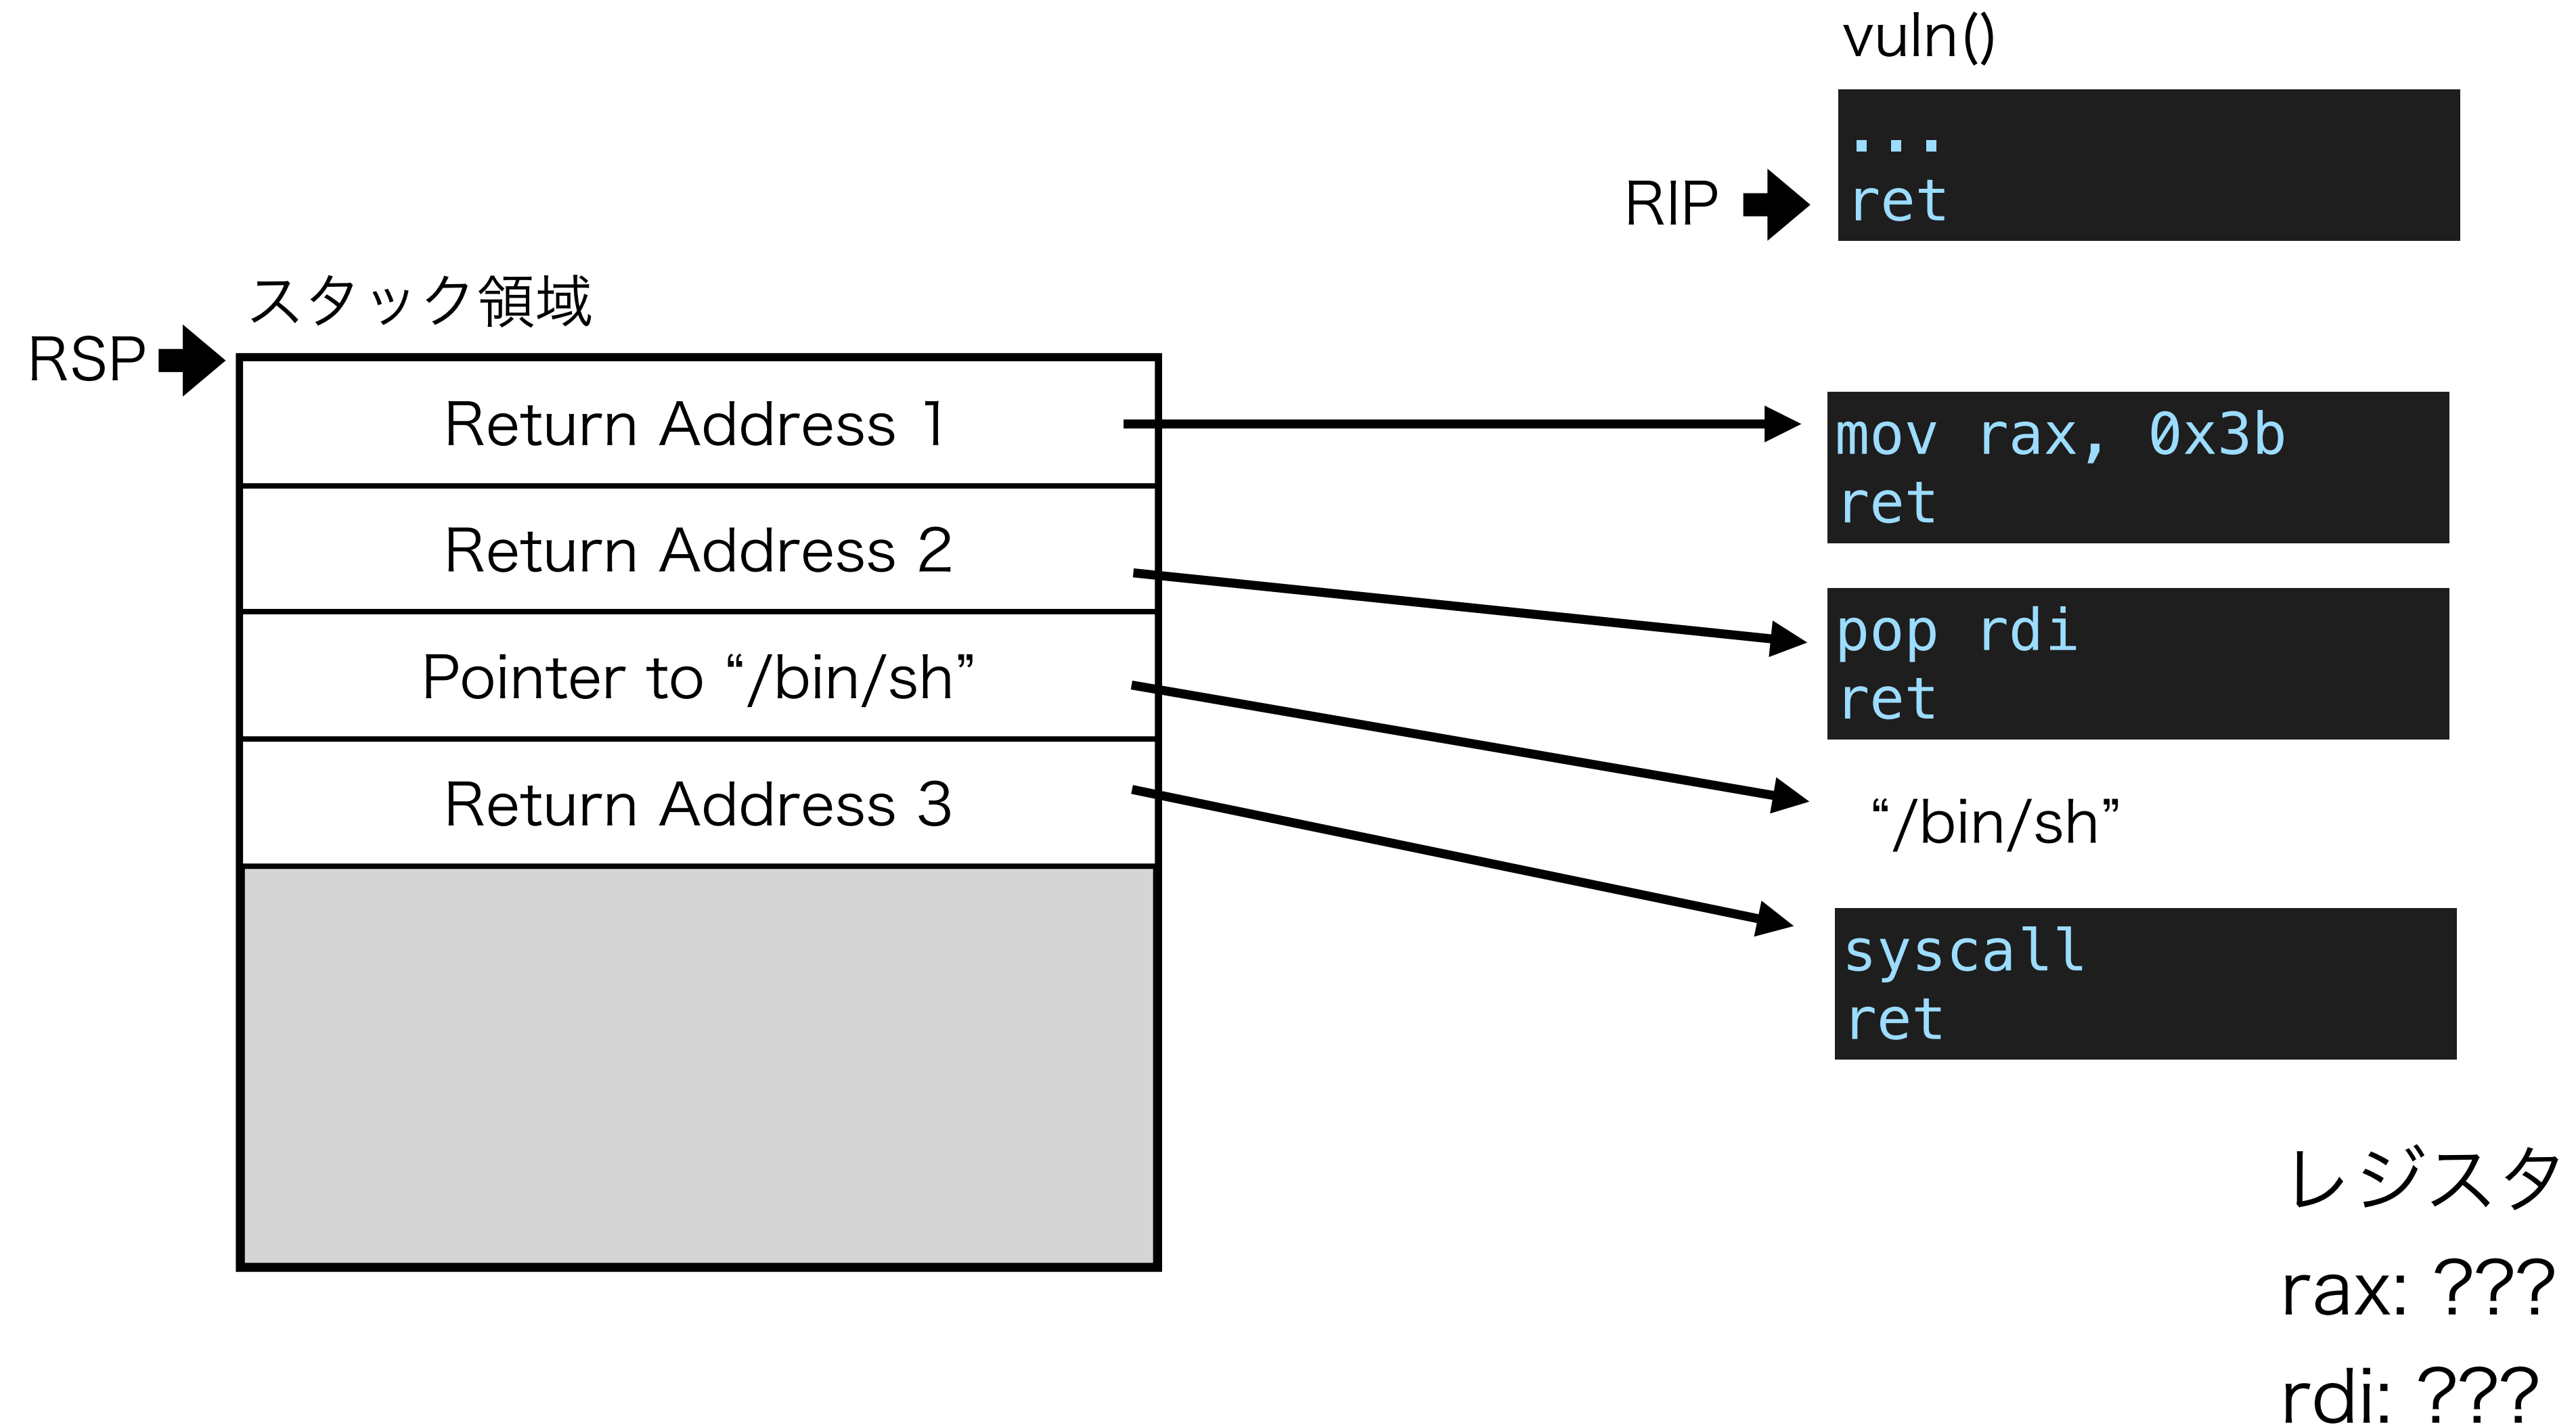 vuln()
...
ret
RIP
スタック領域
RSP
Return Address 1
Return Address 2
Pointer to “/bin/sh”
Return Address 3
mov rax, 0x3b
ret
pop rdi
ret
“/bin/sh”
syscall
ret
レジスタ
rax: ???
rdi: ???